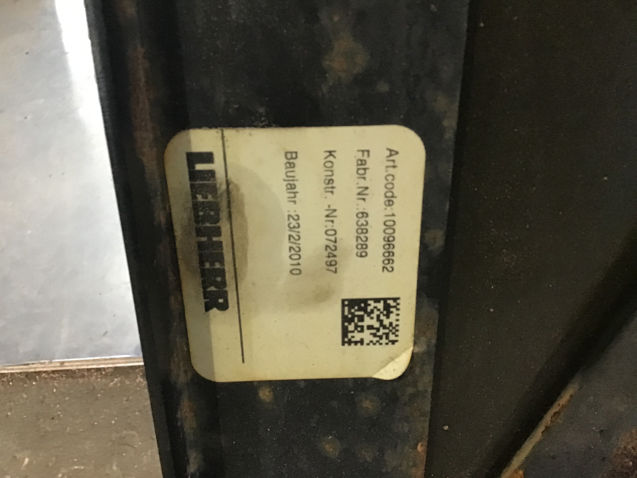 Art.code:10096662
Fabr.Nr.:638289
Konstr. -Nr:072497
Baujahr :23/2/2010
LIEBHERR